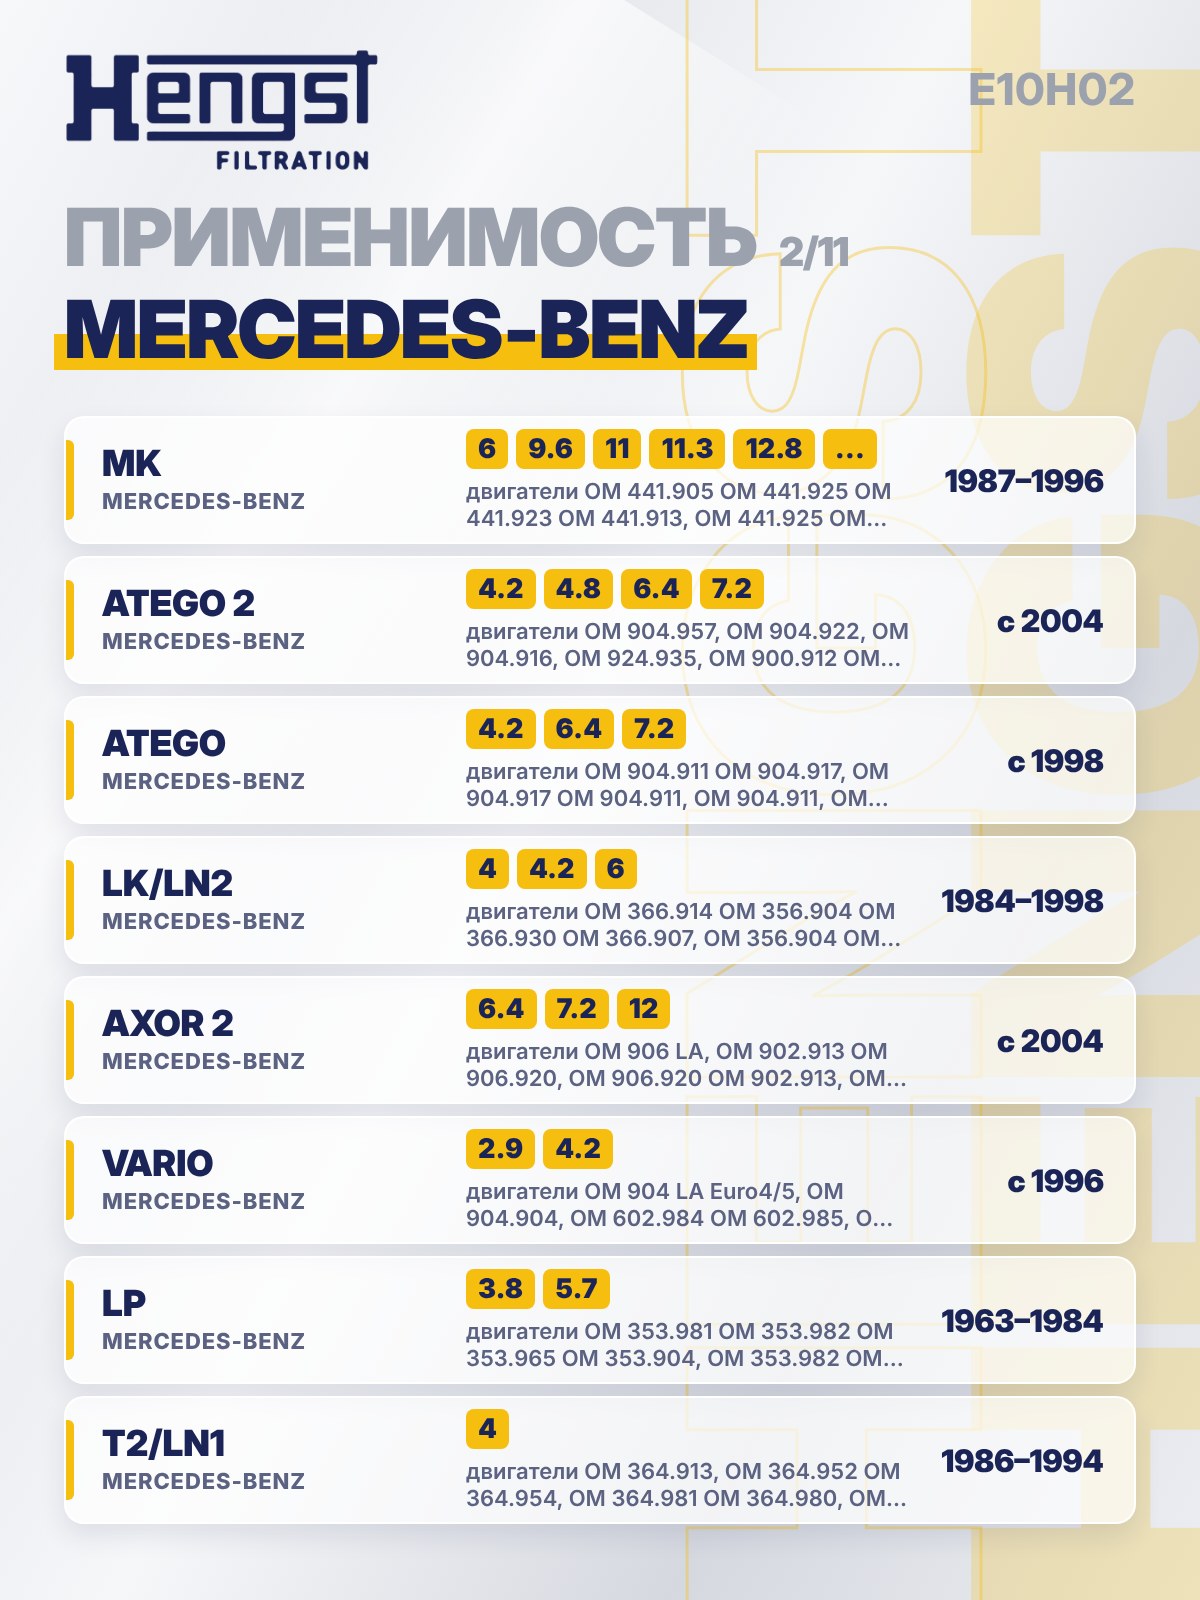 Hengst
FILTRATION
E10H02
ПРИМЕНИМОСТЬ 2/11
MERCEDES-BENZ
MK
MERCEDES-BENZ
6 9.6 11 11.3 12.8 ...
двигатели OM 441.905 OM 441.925 OM
441.923 OM 441.913, OM 441.925 OM...
1987–1996
ATEGO 2
MERCEDES-BENZ
4.2 4.8 6.4 7.2
двигатели OM 904.957, OM 904.922, OM
904.916, OM 924.935, OM 900.912 OM...
с 2004
ATEGO
MERCEDES-BENZ
4.2 6.4 7.2
двигатели OM 904.911 OM 904.917, OM
904.917 OM 904.911, OM 904.911, OM...
с 1998
LK/LN2
MERCEDES-BENZ
4 4.2 6
двигатели OM 366.914 OM 356.904 OM
366.930 OM 366.907, OM 356.904 OM...
1984–1998
AXOR 2
MERCEDES-BENZ
6.4 7.2 12
двигатели OM 906 LA, OM 902.913 OM
906.920, OM 906.920 OM 902.913, OM...
с 2004
VARIO
MERCEDES-BENZ
2.9 4.2
двигатели OM 904 LA Euro4/5, OM
904.904, OM 602.984 OM 602.985, O...
с 1996
LP
MERCEDES-BENZ
3.8 5.7
двигатели OM 353.981 OM 353.982 OM
353.965 OM 353.904, OM 353.982 OM...
1963–1984
T2/LN1
MERCEDES-BENZ
4
двигатели OM 364.913, OM 364.952 OM
364.954, OM 364.981 OM 364.980, OM...
1986–1994
HENGST
HENGST